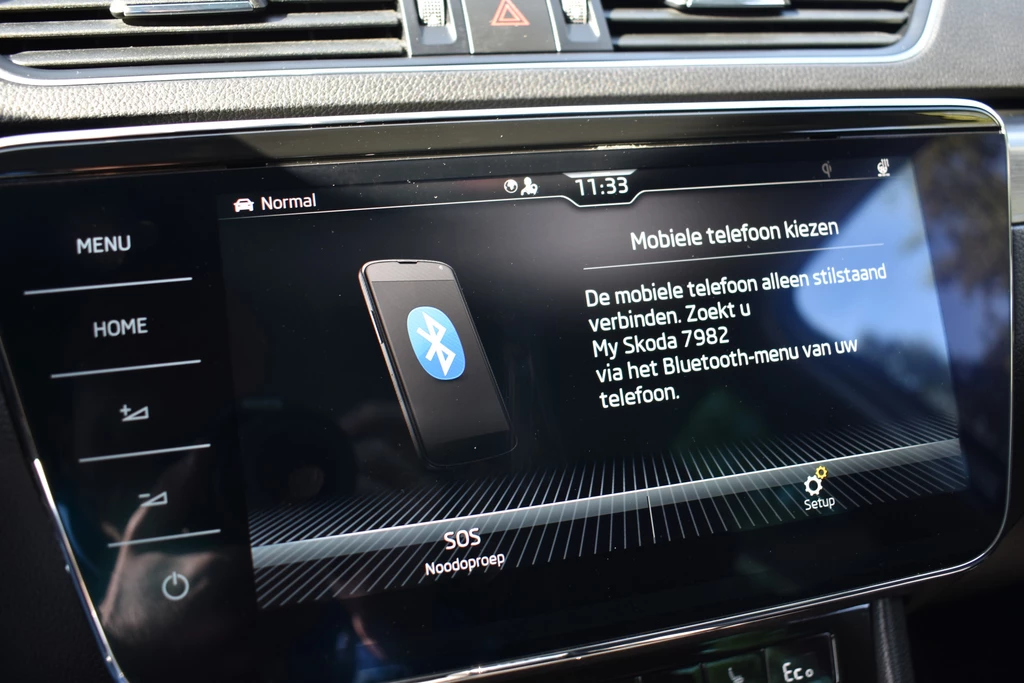 Normal
11:33
MENU
HOME
Mobiele telefoon kiezen
De mobiele telefoon alleen stilstaand
verbinden. Zoekt u
My Skoda 7982
via het Bluetooth-menu van uw
telefoon.
SOS
Noodoproep
Setup
Eco